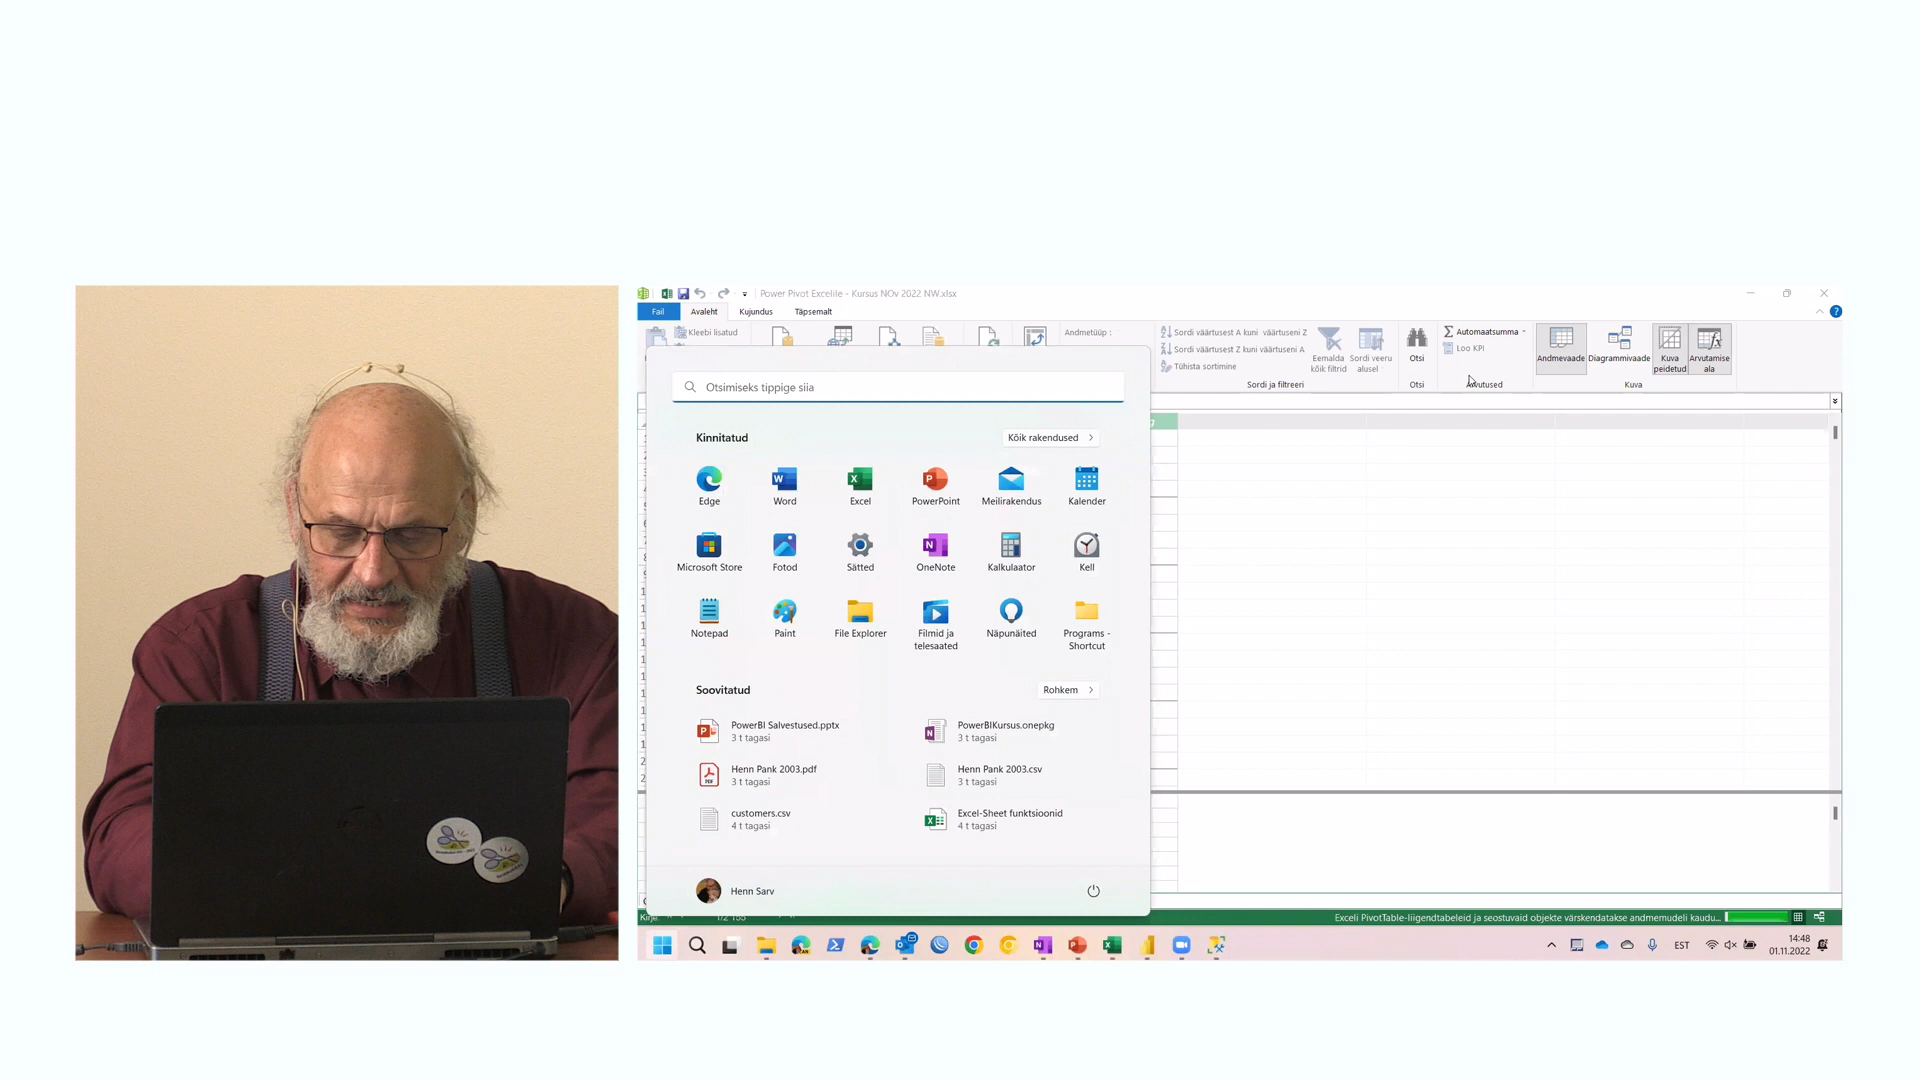 Power Pivot Excelile - Kursus NOv 2022 NW.xlsx
Fail Avaleht Kujundus Täpsemalt
Kleebi lisatud
Andmetüüp :
Sordi väärtusest A kuni väärtuseni Z
Sordi väärtusest Z kuni väärtuseni A
Tühista sortimine
Eemalda kõik filtrid
Sordi veeru alusel
Sordi ja filtreeri
Otsi
Otsi
Automaatsumma
Loo KPI
Arvutused
Andmevaade
Diagrammivaade
Kuva peidetud
Arvutamise ala
Kuva
Otsimiseks tippige siia
Kinnitatud
Kõik rakendused
Edge
Word
Excel
PowerPoint
Meilirakendus
Kalender
Microsoft Store
Fotod
Sätted
OneNote
Kalkulaator
Kell
Notepad
Paint
File Explorer
Filmid ja telesaated
Näpunäited
Programs - Shortcut
Soovitatud
Rohkem
PowerBI Salvestused.pptx
3 t tagasi
PowerBIKursus.onepkg
3 t tagasi
Henn Pank 2003.pdf
3 t tagasi
Henn Pank 2003.csv
3 t tagasi
customers.csv
4 t tagasi
Excel-Sheet funktsioonid
4 t tagasi
Henn Sarv
Exceli PivotTable-liigendtabeleid ja seostuvaid objekte värskendatakse andmemudeli kaudu...
EST
14:48
01.11.2022